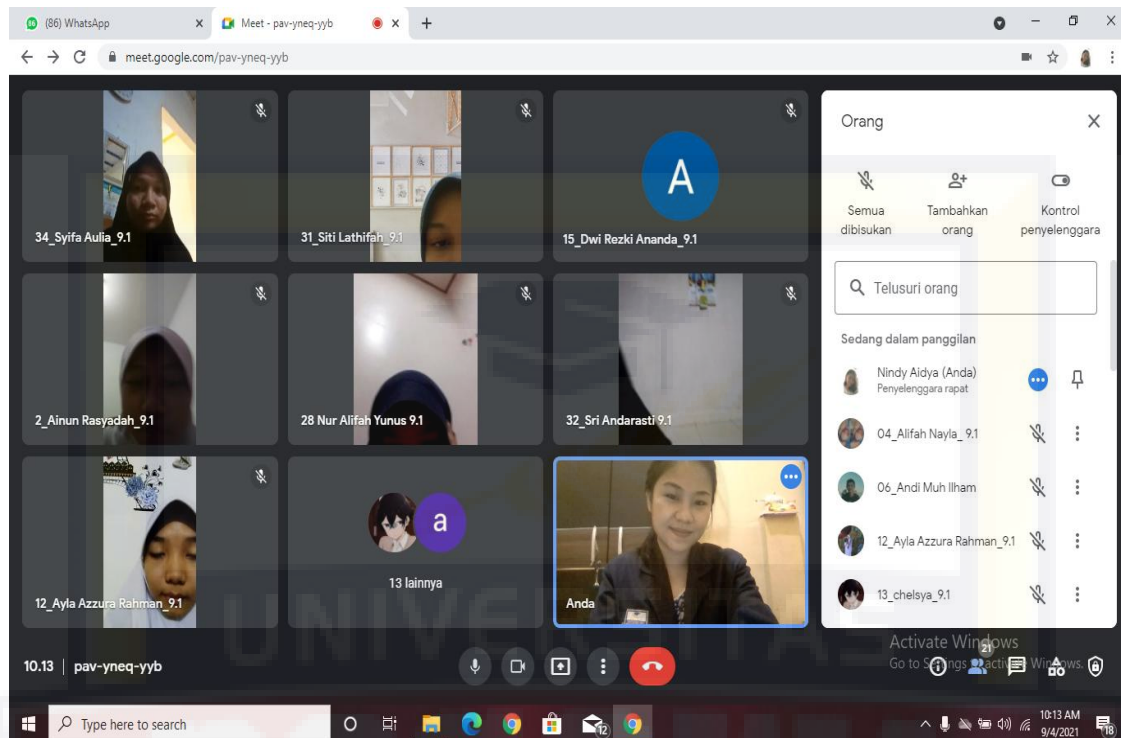 (86) WhatsApp
Meet - pav-yneq-yyb
meet.google.com/pav-yneq-yyb
34_Syifa Aulia_9.1
31_Siti Lathifah_9.1
A
15_Dwi Rezki Ananda_9.1
2_Ainun Rasyadah_9.1
28 Nur Alifah Yunus 9.1
32_Sri Andarasti 9.1
12_Ayla Azzura Rahman_9.1
a
13 lainnya
Anda
Orang
Semua dibisukan
Tambahkan orang
Kontrol penyelenggara
Telusuri orang
Sedang dalam panggilan
Nindy Aidya (Anda)
Penyelenggara rapat
04_Alifah Nayla_ 9.1
06_Andi Muh Ilham
12_Ayla Azzura Rahman_9.1
13_chelsya_9.1
UNIVERSITAS
Activate Windows
Go to Settings to activate Windows.
21
10.13 | pav-yneq-yyb
Type here to search
12
10:13 AM
9/4/2021
18